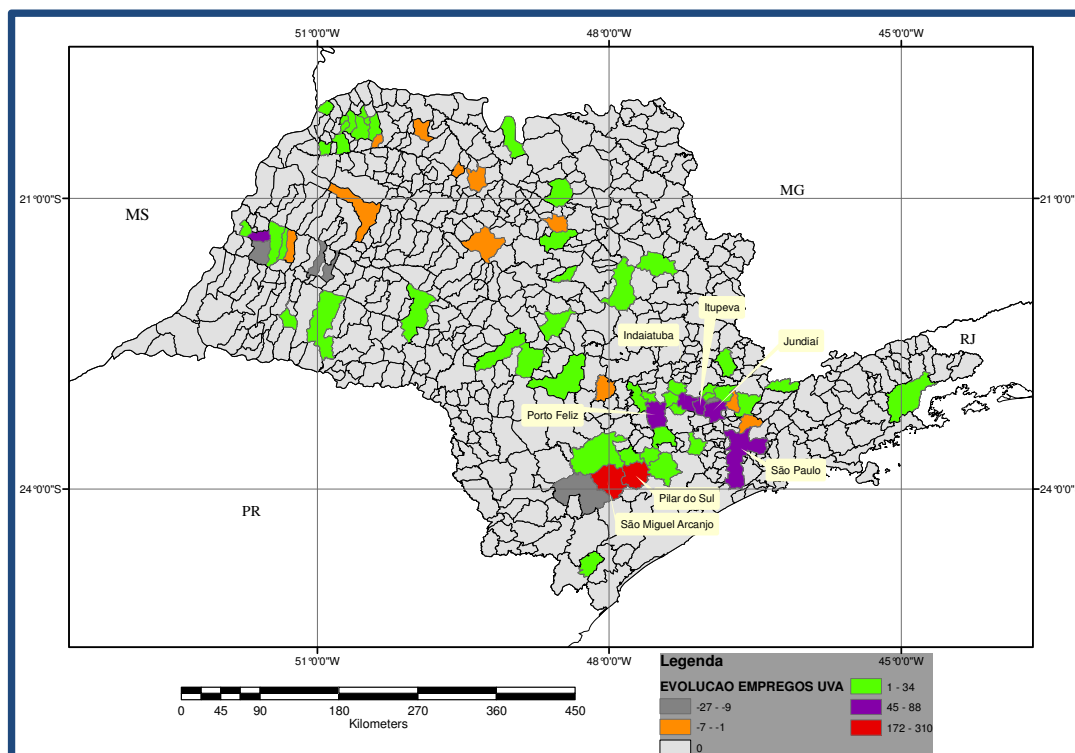 51°0'0"W 48°0'0"W 45°0'0"W
21°0'0"S 21°0'0"S
MS
MG
Itupeva
Indaiatuba
Jundiaí
RJ
Porto Feliz
São Paulo
24°0'0"S 24°0'0"S
Pilar do Sul
PR
São Miguel Arcanjo
51°0'0"W 48°0'0"W 45°0'0"W
Legenda
EVOLUCAO EMPREGOS UVA
-27 - -9
-7 - -1
0
1 - 34
45 - 88
172 - 310
0 45 90 180 270 360 450
Kilometers